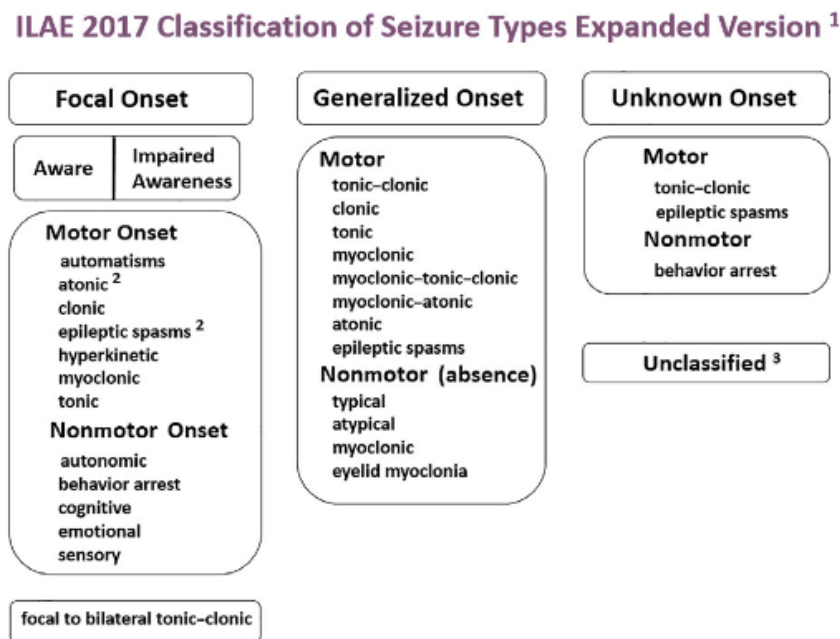 ILAE 2017 Classification of Seizure Types Expanded Version ¹
Focal Onset
Aware
Impaired
Awareness
Motor Onset
automatisms
atonic ²
clonic
epileptic spasms ²
hyperkinetic
myoclonic
tonic
Nonmotor Onset
autonomic
behavior arrest
cognitive
emotional
sensory
focal to bilateral tonic–clonic
Generalized Onset
Motor
tonic–clonic
clonic
tonic
myoclonic
myoclonic–tonic–clonic
myoclonic–atonic
atonic
epileptic spasms
Nonmotor (absence)
typical
atypical
myoclonic
eyelid myoclonia
Unknown Onset
Motor
tonic–clonic
epileptic spasms
Nonmotor
behavior arrest
Unclassified ³